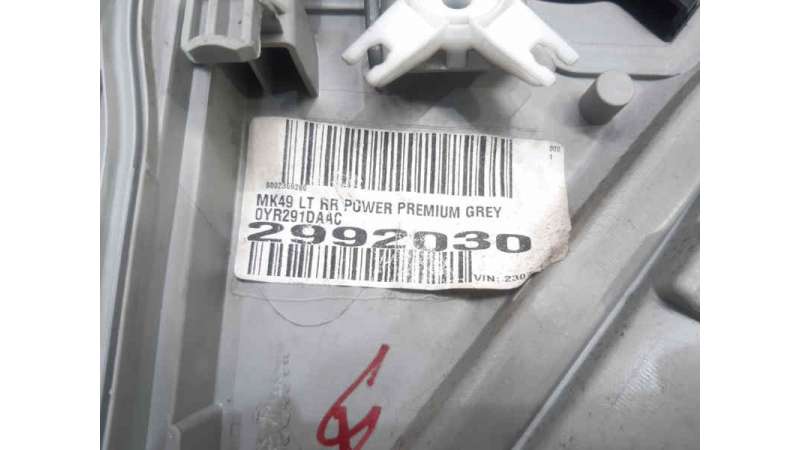 MK49 LT RR POWER PREMIUM GREY
0YR291DA4C
2992030
VIN: 230